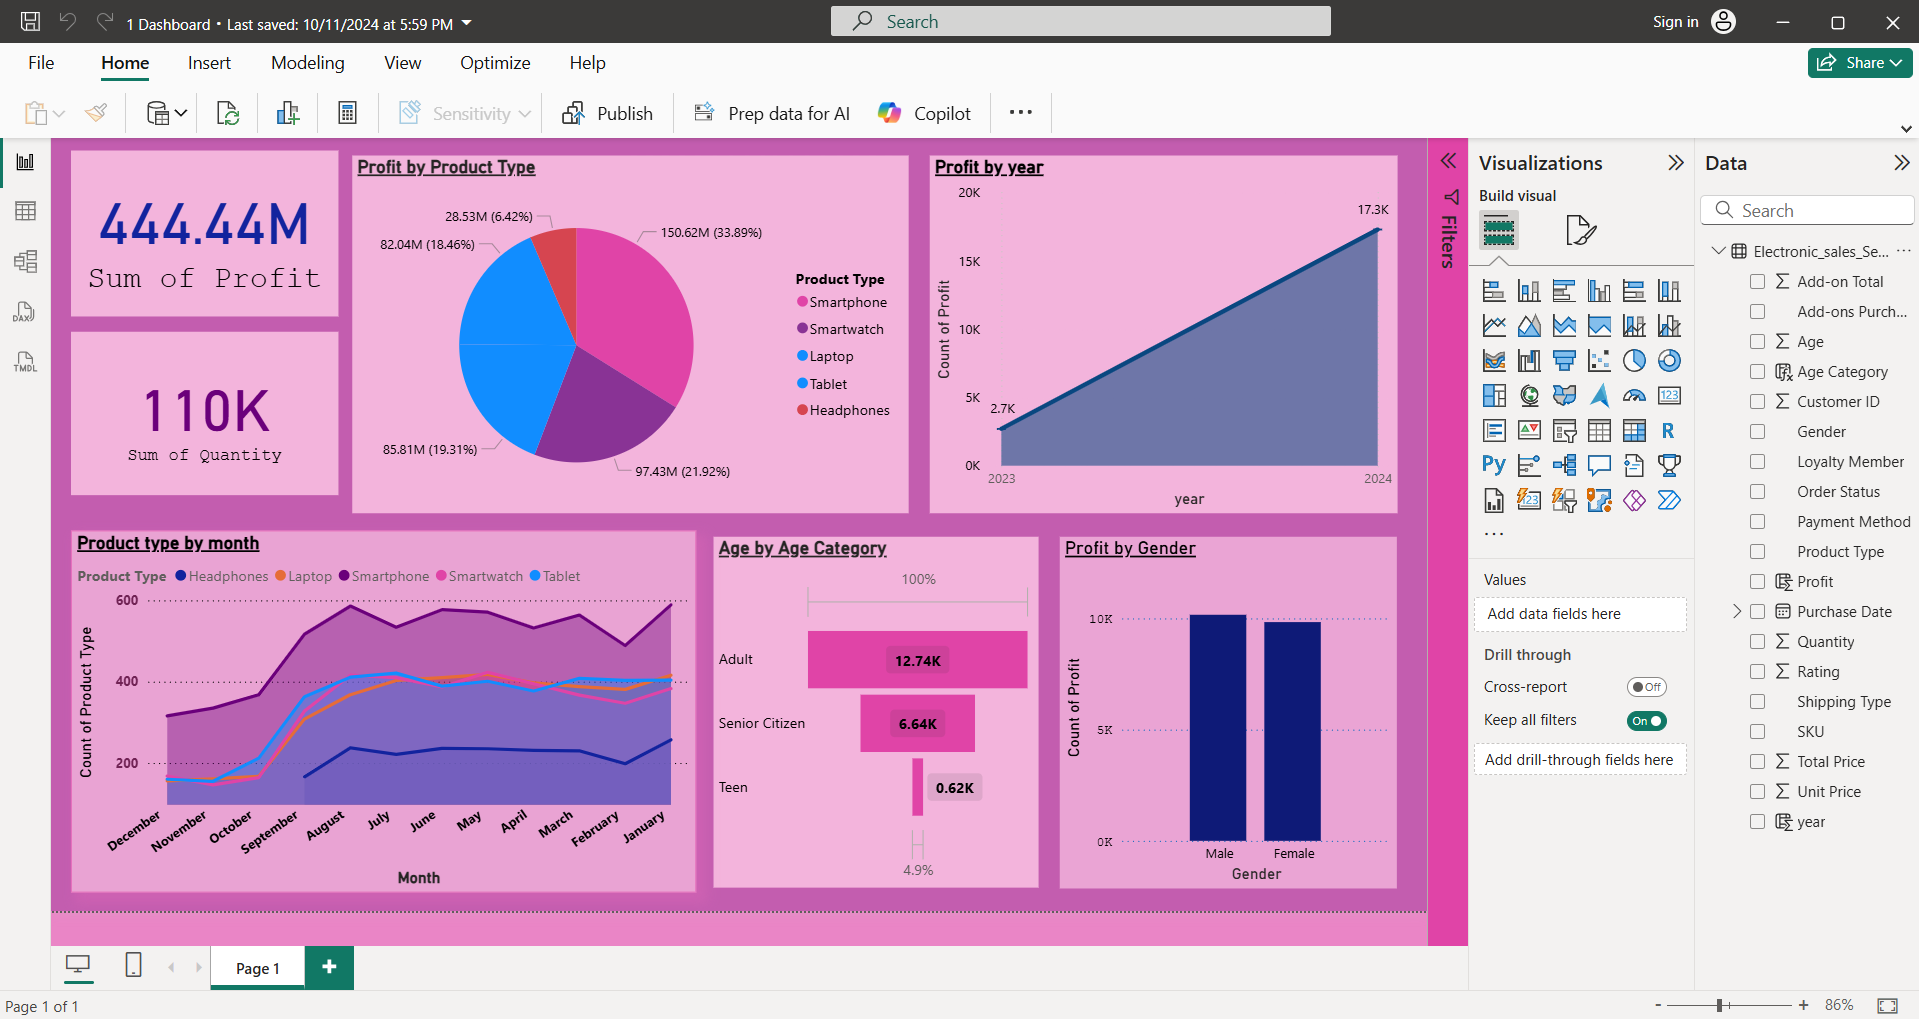 1 Dashboard • Last saved: 10/11/2024 at 5:59 PM
Search
Sign in
File
Home
Insert
Modeling
View
Optimize
Help
Share
Sensitivity
Publish
Prep data for AI
Copilot
DAX
TMDL
444.44M
Sum of Profit
110K
Sum of Quantity
Profit by Product Type
28.53M (6.42%)
150.62M (33.89%)
82.04M (18.46%)
85.81M (19.31%)
97.43M (21.92%)
Product Type
Smartphone
Smartwatch
Laptop
Tablet
Headphones
Profit by year
20K
15K
10K
5K
0K
Count of Profit
2.7K
17.3K
2023
2024
year
Product type by month
Product Type
Headphones
Laptop
Smartphone
Smartwatch
Tablet
600
400
200
Count of Product Type
December
November
October
September
August
July
June
May
April
March
February
January
Month
Age by Age Category
100%
Adult
12.74K
Senior Citizen
6.64K
Teen
0.62K
4.9%
Profit by Gender
10K
5K
0K
Count of Profit
Male
Female
Gender
Filters
Visualizations
Build visual
123
R
Py
123
Values
Add data fields here
Drill through
Cross-report
Off
Keep all filters
On
Add drill-through fields here
Data
Search
Electronic_sales_Se...
Add-on Total
Add-ons Purch...
Age
Age Category
Customer ID
Gender
Loyalty Member
Order Status
Payment Method
Product Type
Profit
Purchase Date
Quantity
Rating
Shipping Type
SKU
Total Price
Unit Price
year
Page 1
Page 1 of 1
86%